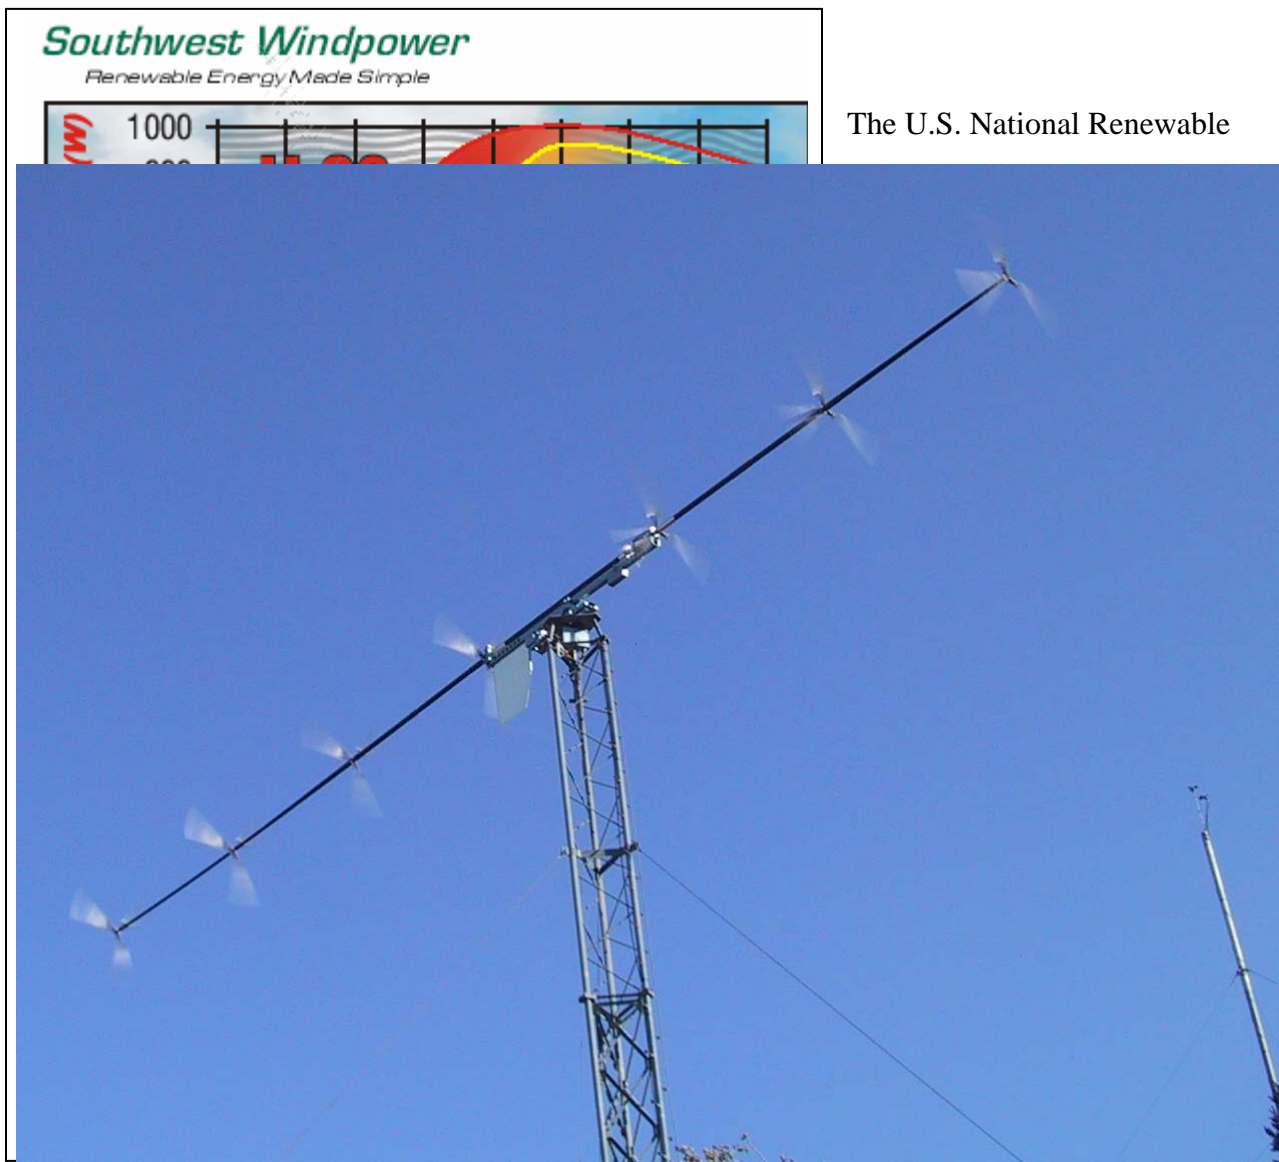 Southwest Windpower
Renewable Energy Made Simple
The U.S. National Renewable
(W)
1000